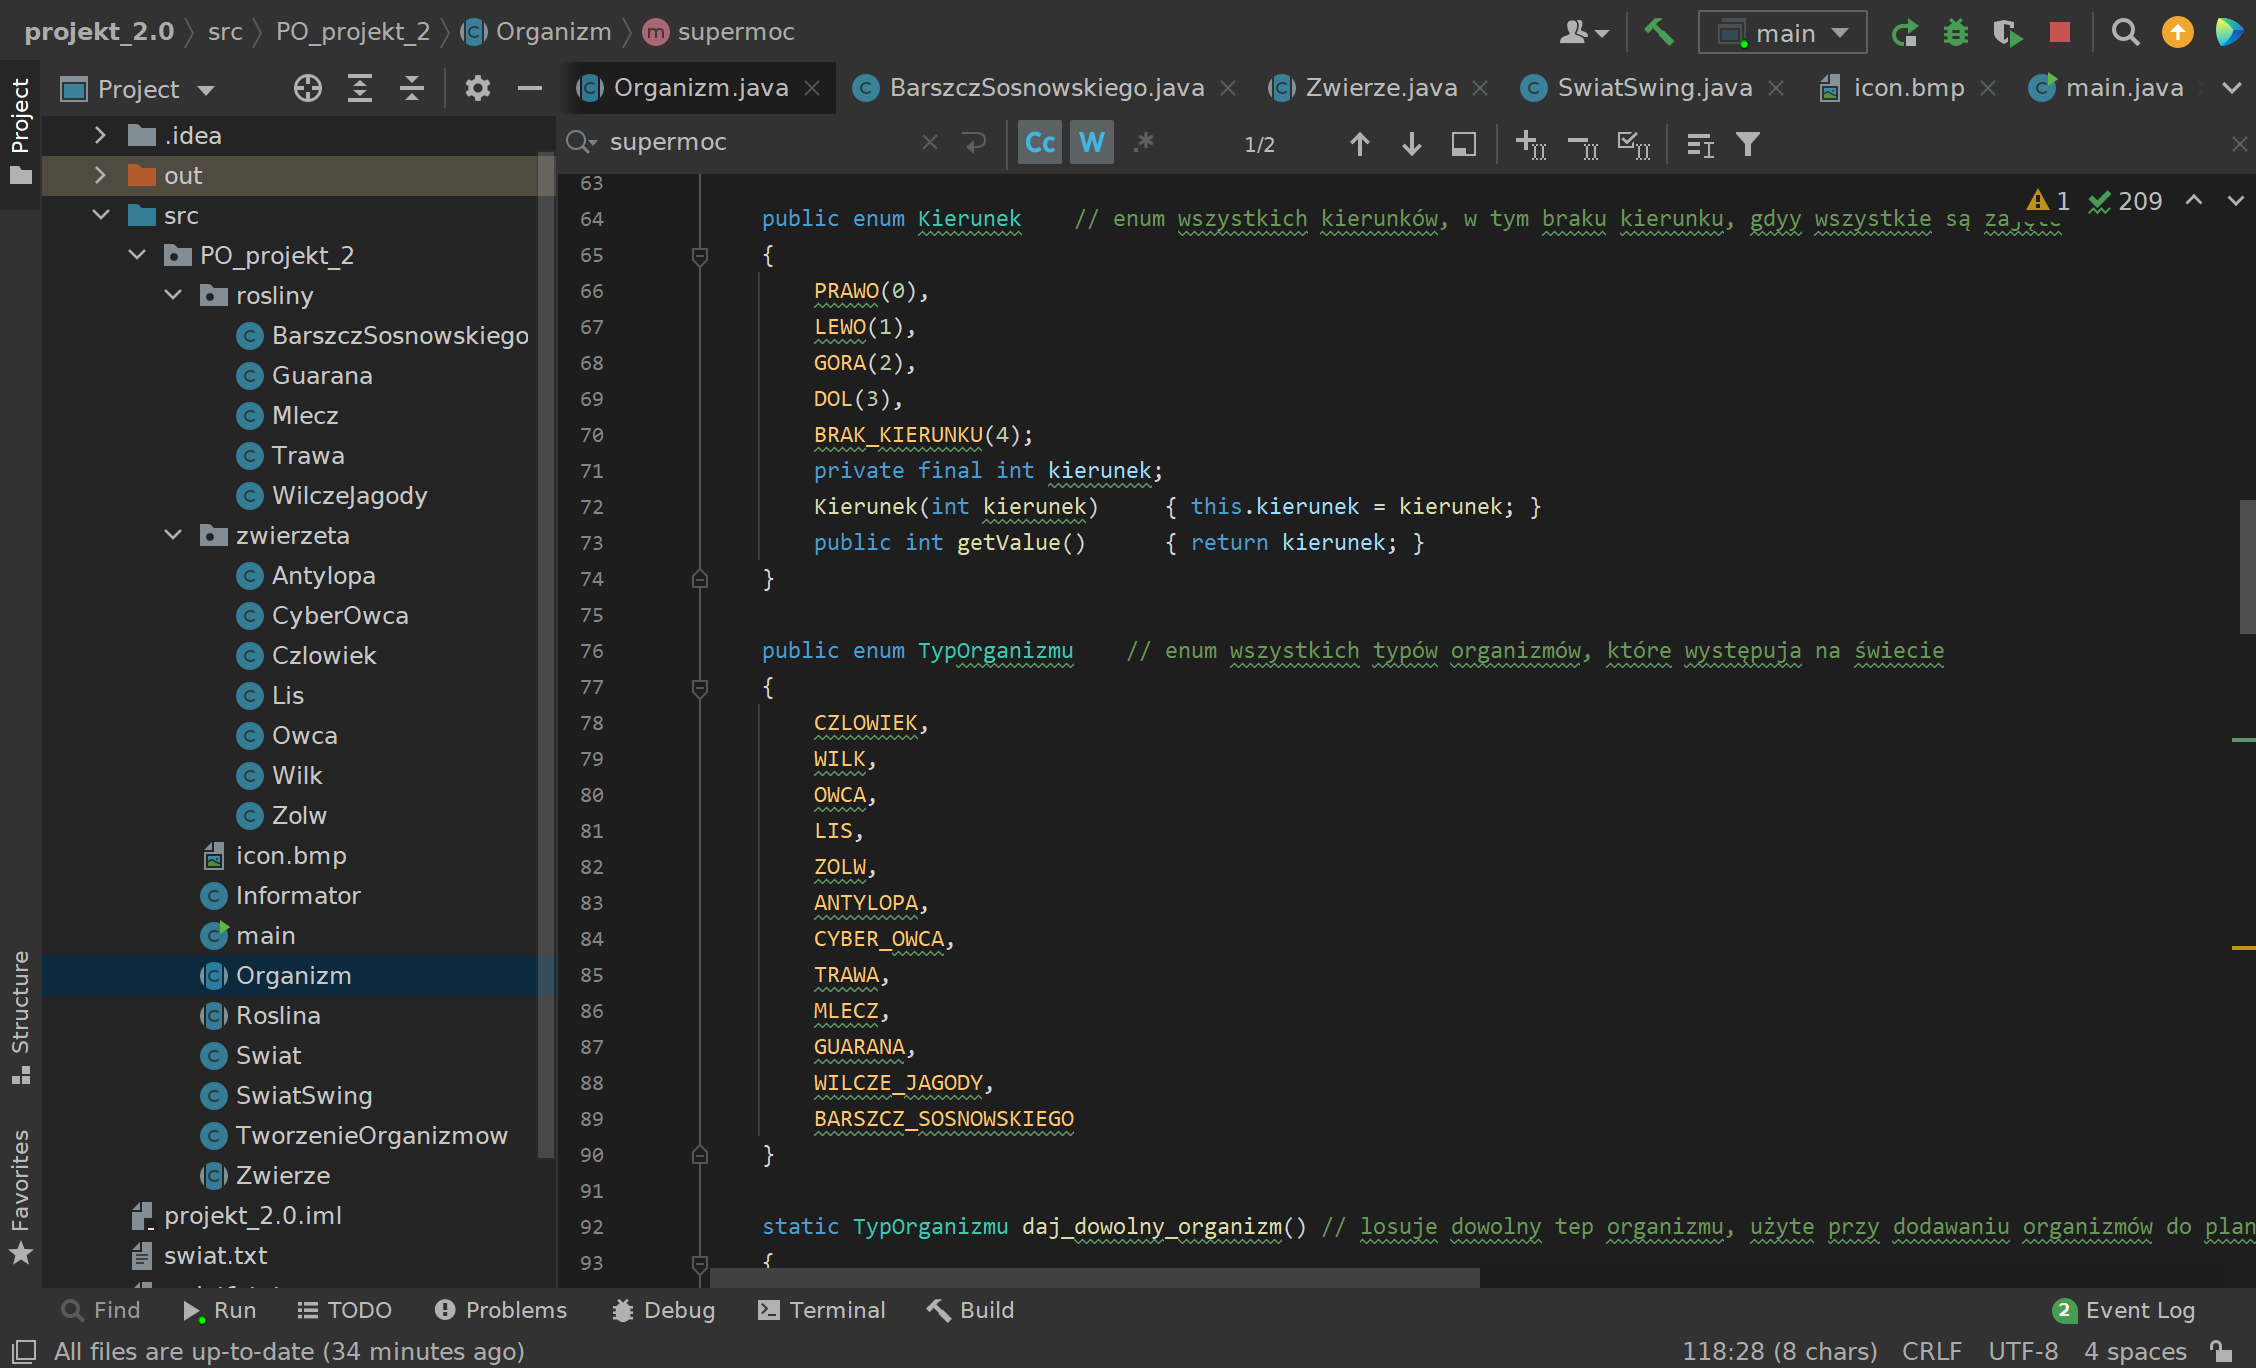 projekt_2.0 src PO_projekt_2 Organizm supermoc main
Project Organizm.java BarszczSosnowskiego.java Zwierze.java SwiatSwing.java icon.bmp main.java
supermoc Cc W .* 1/2
Project
Structure
Favorites
.idea
out
src
PO_projekt_2
rosliny
BarszczSosnowskiego
Guarana
Mlecz
Trawa
WilczeJagody
zwierzeta
Antylopa
CyberOwca
Czlowiek
Lis
Owca
Wilk
Zolw
icon.bmp
Informator
main
Organizm
Roslina
Swiat
SwiatSwing
TworzenieOrganizmow
Zwierze
projekt_2.0.iml
swiat.txt
1 209
63
64 public enum Kierunek // enum wszystkich kierunków, w tym braku kierunku, gdyy wszystkie są zajęte
65 {
66 PRAWO(0),
67 LEWO(1),
68 GORA(2),
69 DOL(3),
70 BRAK_KIERUNKU(4);
71 private final int kierunek;
72 Kierunek(int kierunek) { this.kierunek = kierunek; }
73 public int getValue() { return kierunek; }
74 }
75
76 public enum TypOrganizmu // enum wszystkich typów organizmów, które występuja na świecie
77 {
78 CZLOWIEK,
79 WILK,
80 OWCA,
81 LIS,
82 ZOLW,
83 ANTYLOPA,
84 CYBER_OWCA,
85 TRAWA,
86 MLECZ,
87 GUARANA,
88 WILCZE_JAGODY,
89 BARSZCZ_SOSNOWSKIEGO
90 }
91
92 static TypOrganizmu daj_dowolny_organizm() // losuje dowolny tep organizmu, użyte przy dodawaniu organizmów do plan
93 {
Find Run TODO Problems Debug Terminal Build 2 Event Log
All files are up-to-date (34 minutes ago) 118:28 (8 chars) CRLF UTF-8 4 spaces